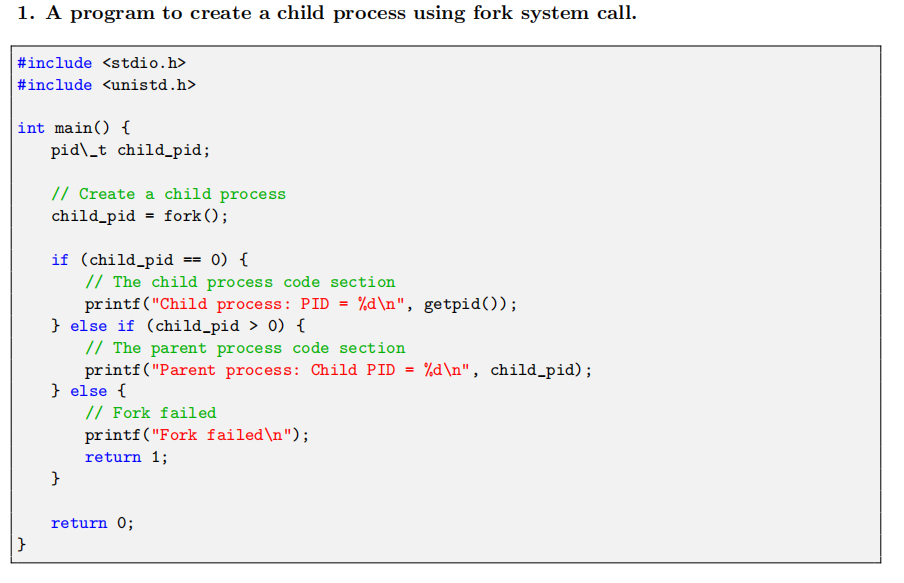 1. A program to create a child process using fork system call.
#include <stdio.h>
#include <unistd.h>
int main() {
pid\_t child_pid;
// Create a child process
child_pid = fork();
if (child_pid == 0) {
// The child process code section
printf("Child process: PID = %d\n", getpid());
} else if (child_pid > 0) {
// The parent process code section
printf("Parent process: Child PID = %d\n", child_pid);
} else {
// Fork failed
printf("Fork failed\n");
return 1;
}
return 0;
}